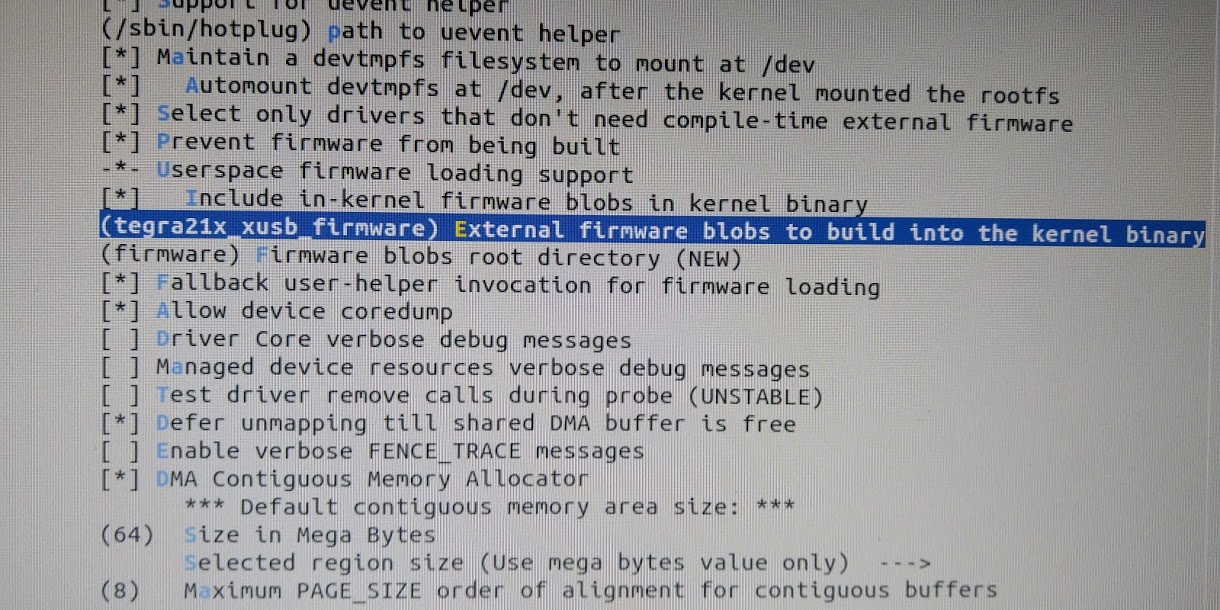 [*] Support for uevent helper
(/sbin/hotplug) path to uevent helper
[*] Maintain a devtmpfs filesystem to mount at /dev
[*]   Automount devtmpfs at /dev, after the kernel mounted the rootfs
[*] Select only drivers that don't need compile-time external firmware
[*] Prevent firmware from being built
-*- Userspace firmware loading support
[*]   Include in-kernel firmware blobs in kernel binary
(tegra21x_xusb_firmware) External firmware blobs to build into the kernel binary
(firmware) Firmware blobs root directory (NEW)
[*] Fallback user-helper invocation for firmware loading
[*] Allow device coredump
[ ] Driver Core verbose debug messages
[ ] Managed device resources verbose debug messages
[ ] Test driver remove calls during probe (UNSTABLE)
[*] Defer unmapping till shared DMA buffer is free
[ ] Enable verbose FENCE_TRACE messages
[*] DMA Contiguous Memory Allocator
      *** Default contiguous memory area size: ***
(64)  Size in Mega Bytes
      Selected region size (Use mega bytes value only)  --->
(8)   Maximum PAGE_SIZE order of alignment for contiguous buffers